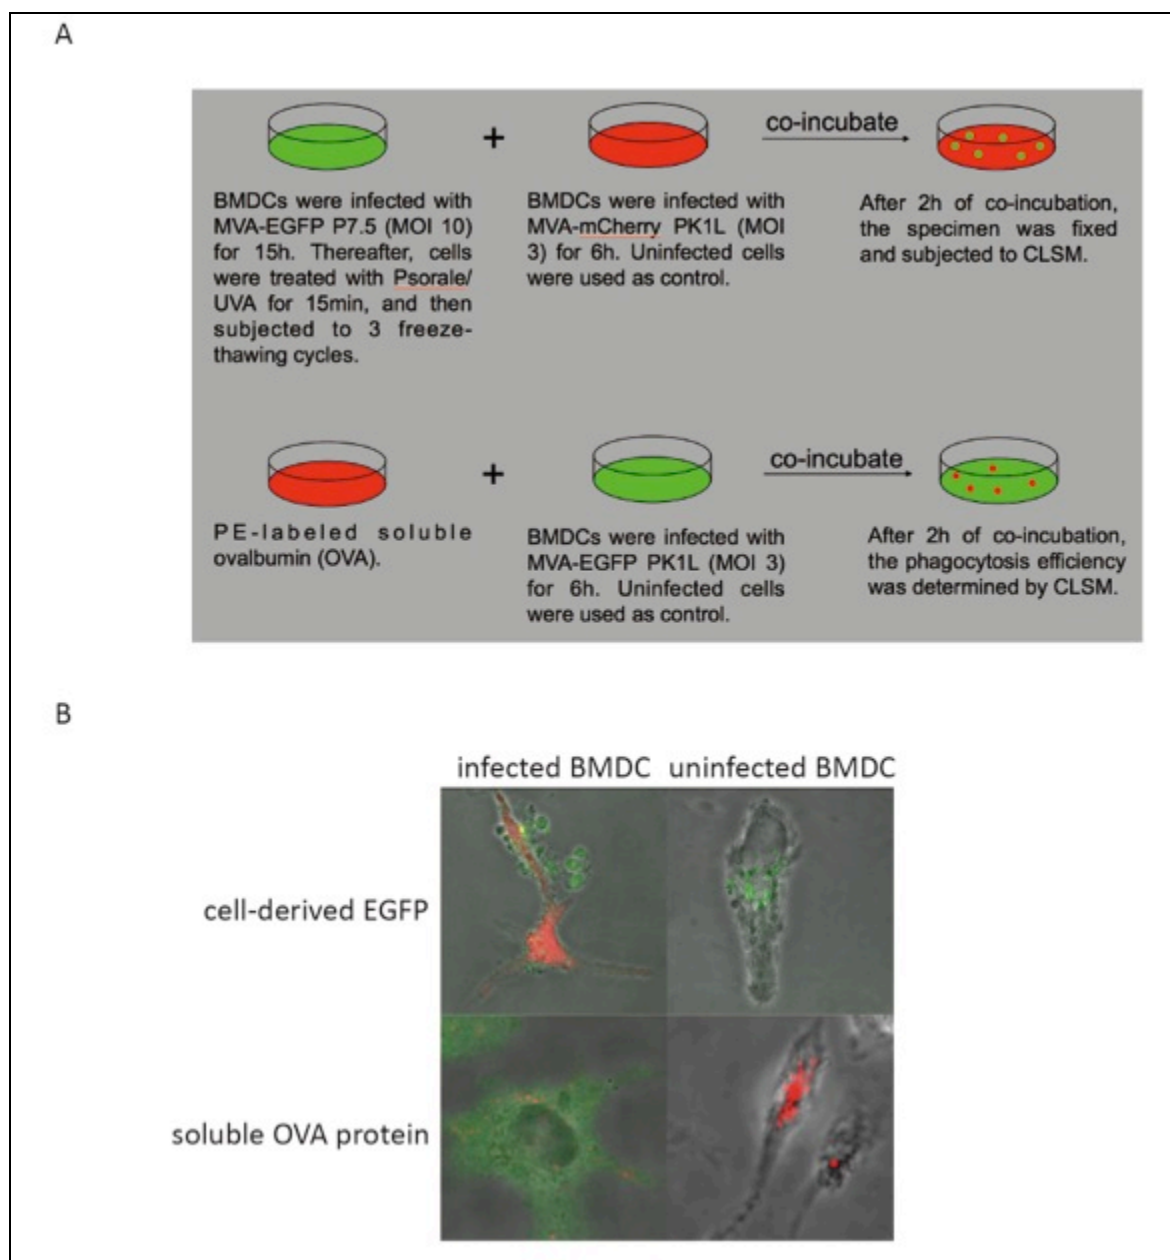 A
+
co-incubate
BMDCs were infected with
MVA-EGFP P7.5 (MOI 10)
for 15h. Thereafter, cells
were treated with Psorale/
UVA for 15min, and then
subjected to 3 freeze-
thawing cycles.
BMDCs were infected with
MVA-mCherry PK1L (MOI
3) for 6h. Uninfected cells
were used as control.
After 2h of co-incubation,
the specimen was fixed
and subjected to CLSM.
+
co-incubate
PE-labeled soluble
ovalbumin (OVA).
BMDCs were infected with
MVA-EGFP PK1L (MOI 3)
for 6h. Uninfected cells
were used as control.
After 2h of co-incubation,
the phagocytosis efficiency
was determined by CLSM.
B
infected BMDC uninfected BMDC
cell-derived EGFP
soluble OVA protein